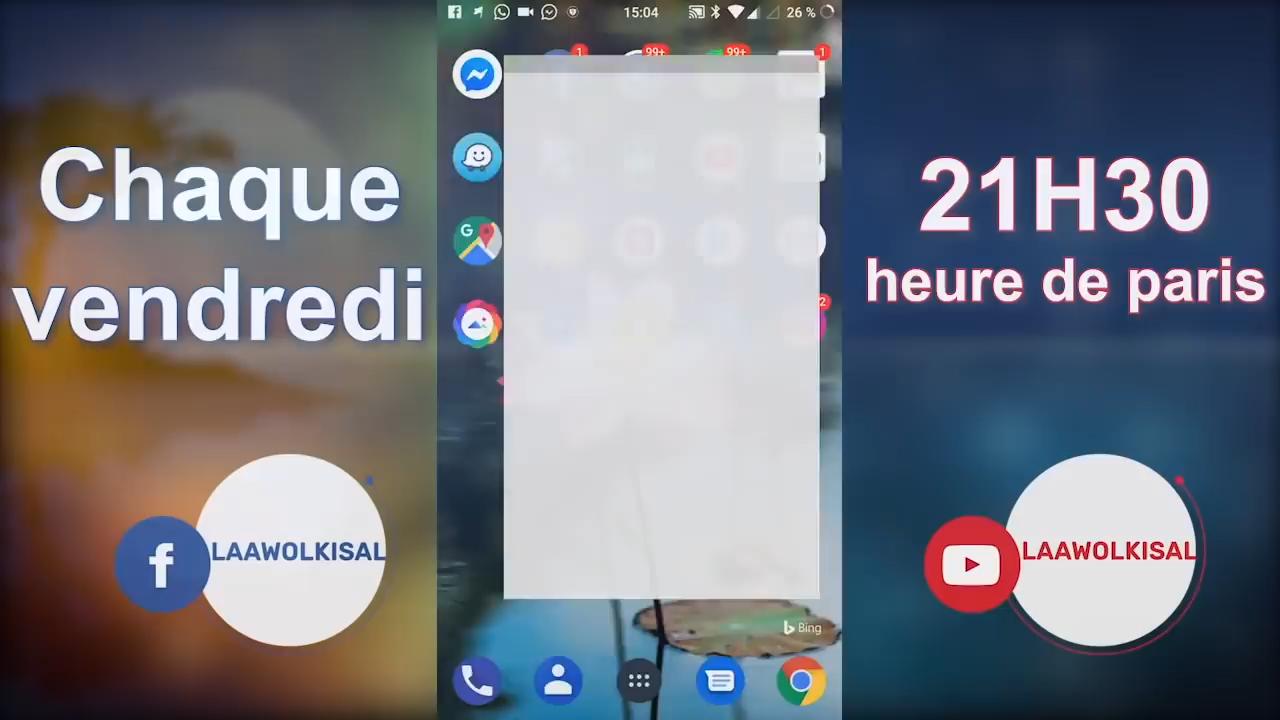 15:04
26 %
1
99+
99+
1
Chaque
vendredi
21H30
heure de paris
G
2
f
LAAWOLKISAL
LAAWOLKISAL
Bing